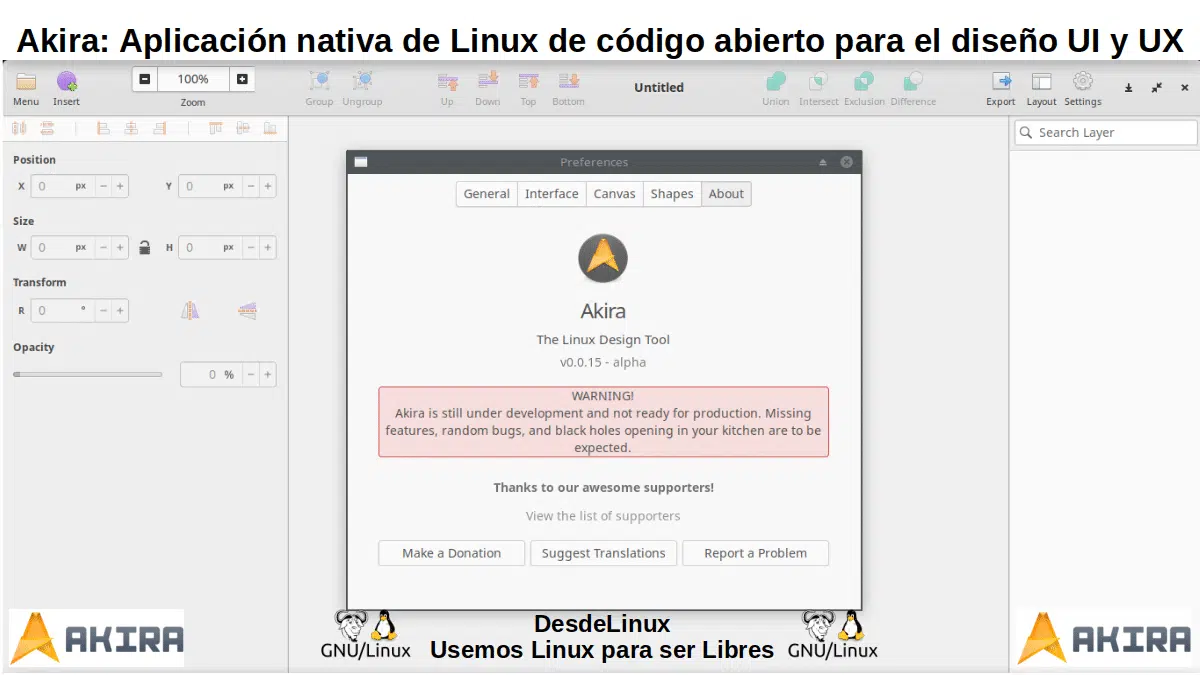 Akira: Aplicación nativa de Linux de código abierto para el diseño UI y UX
Menu Insert
100%
Zoom
Group Ungroup
Up Down Top Bottom
Untitled
Union Intersect Exclusion Difference
Export Layout Settings
Search Layer
Position
X 0 px − + Y 0 px − +
Size
W 0 px − + H 0 px − +
Transform
R 0 ° − +
Opacity
0 % − +
Preferences
General Interface Canvas Shapes About
Akira
The Linux Design Tool
v0.0.15 - alpha
WARNING!
Akira is still under development and not ready for production. Missing
features, random bugs, and black holes opening in your kitchen are to be
expected.
Thanks to our awesome supporters!
View the list of supporters
Make a Donation Suggest Translations Report a Problem
AKIRA
GNU/Linux
DesdeLinux
Usemos Linux para ser Libres
GNU/Linux
AKIRA